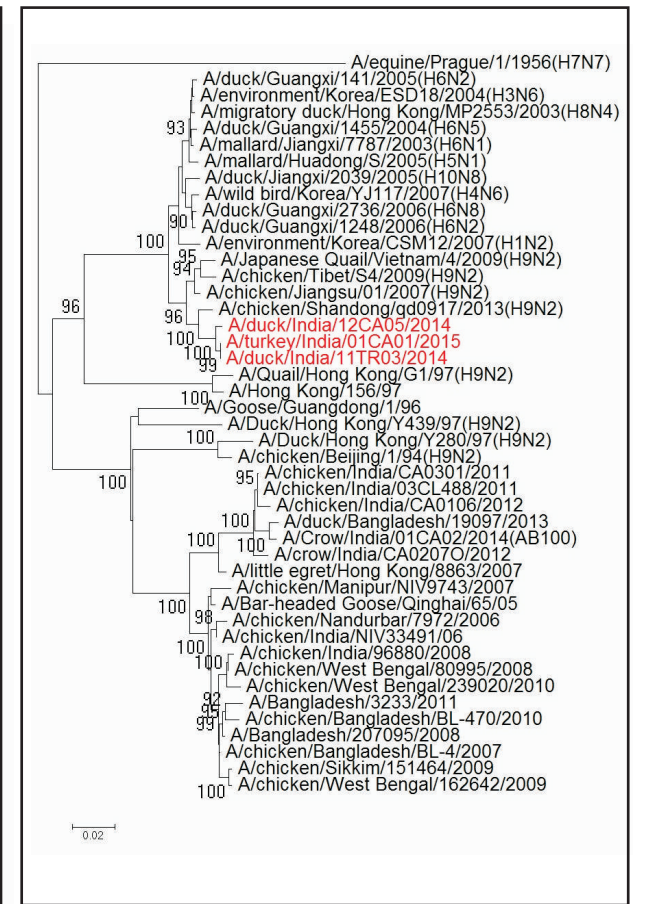 A/equine/Prague/1/1956(H7N7)
A/duck/Guangxi/141/2005(H6N2)
A/environment/Korea/ESD18/2004(H3N6)
A/migratory duck/Hong Kong/MP2553/2003(H8N4)
93
A/duck/Guangxi/1455/2004(H6N5)
A/mallard/Jiangxi/7787/2003(H6N1)
A/mallard/Huadong/S/2005(H5N1)
A/duck/Jiangxi/2039/2005(H10N8)
A/wild bird/Korea/YJ117/2007(H4N6)
A/duck/Guangxi/2736/2006(H6N8)
90
A/duck/Guangxi/1248/2006(H6N2)
100
A/environment/Korea/CSM12/2007(H1N2)
95
A/Japanese Quail/Vietnam/4/2009(H9N2)
94
A/chicken/Tibet/S4/2009(H9N2)
A/chicken/Jiangsu/01/2007(H9N2)
96
A/chicken/Shandong/qd0917/2013(H9N2)
96
A/duck/India/12CA05/2014
100
A/turkey/India/01CA01/2015
100
A/duck/India/11TR03/2014
99
A/Quail/Hong Kong/G1/97(H9N2)
100
A/Hong Kong/156/97
A/Goose/Guangdong/1/96
A/Duck/Hong Kong/Y439/97(H9N2)
100
A/Duck/Hong Kong/Y280/97(H9N2)
A/chicken/Beijing/1/94(H9N2)
100
95
A/chicken/India/CA0301/2011
A/chicken/India/03CL488/2011
A/chicken/India/CA0106/2012
100
A/duck/Bangladesh/19097/2013
100
100
A/Crow/India/01CA02/2014(AB100)
A/crow/India/CA0207O/2012
A/little egret/Hong Kong/8863/2007
A/chicken/Manipur/NIV9743/2007
100
A/Bar-headed Goose/Qinghai/65/05
98
A/chicken/Nandurbar/7972/2006
A/chicken/India/NIV33491/06
100
A/chicken/India/96880/2008
100
A/chicken/West Bengal/80995/2008
A/chicken/West Bengal/239020/2010
92
A/Bangladesh/3233/2011
95
A/chicken/Bangladesh/BL-470/2010
99
A/Bangladesh/207095/2008
A/chicken/Bangladesh/BL-4/2007
A/chicken/Sikkim/151464/2009
A/chicken/West Bengal/162642/2009
100
0.02